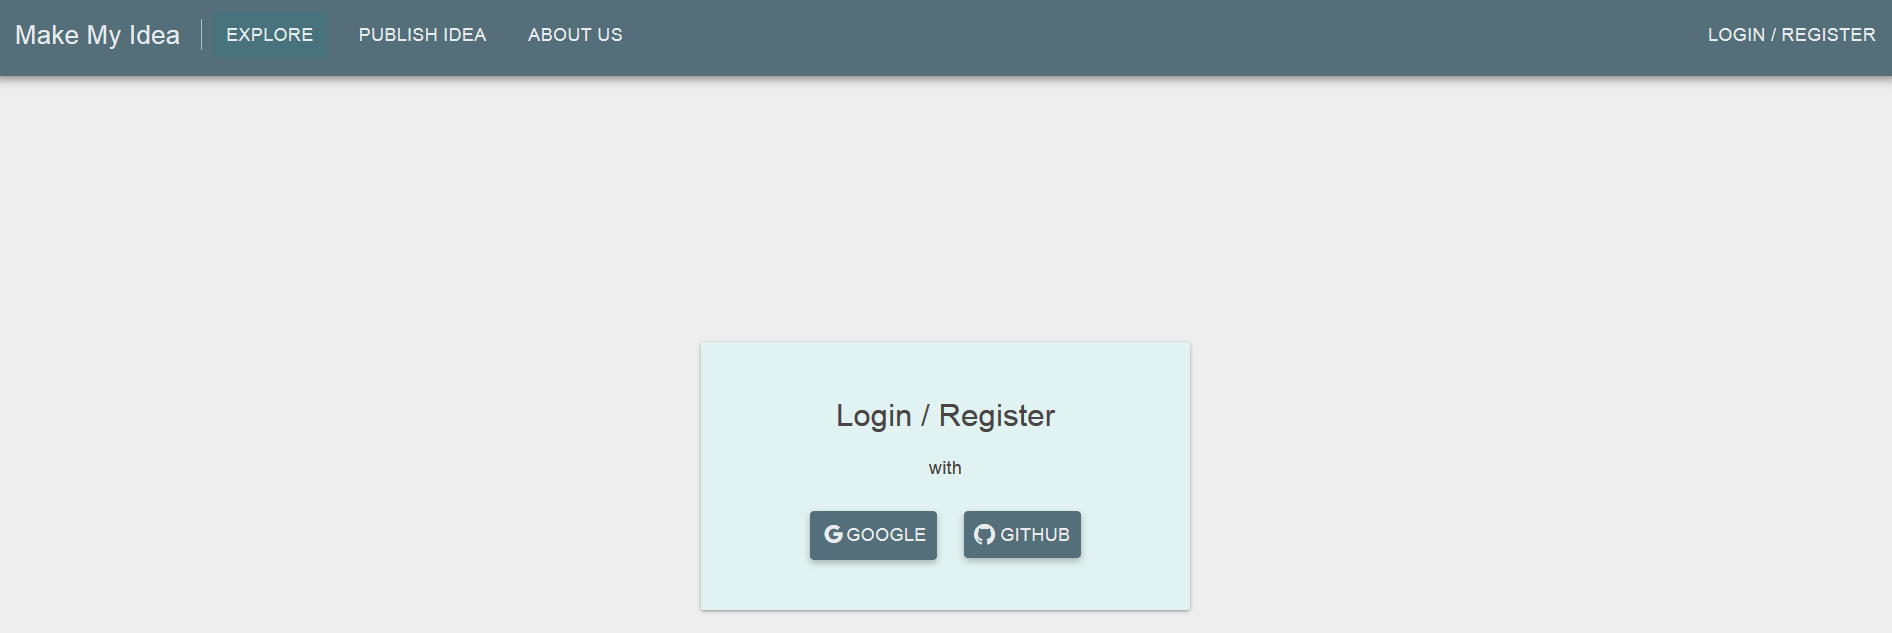 Make My Idea EXPLORE PUBLISH IDEA ABOUT US LOGIN / REGISTER
Login / Register
with
GOOGLE GITHUB